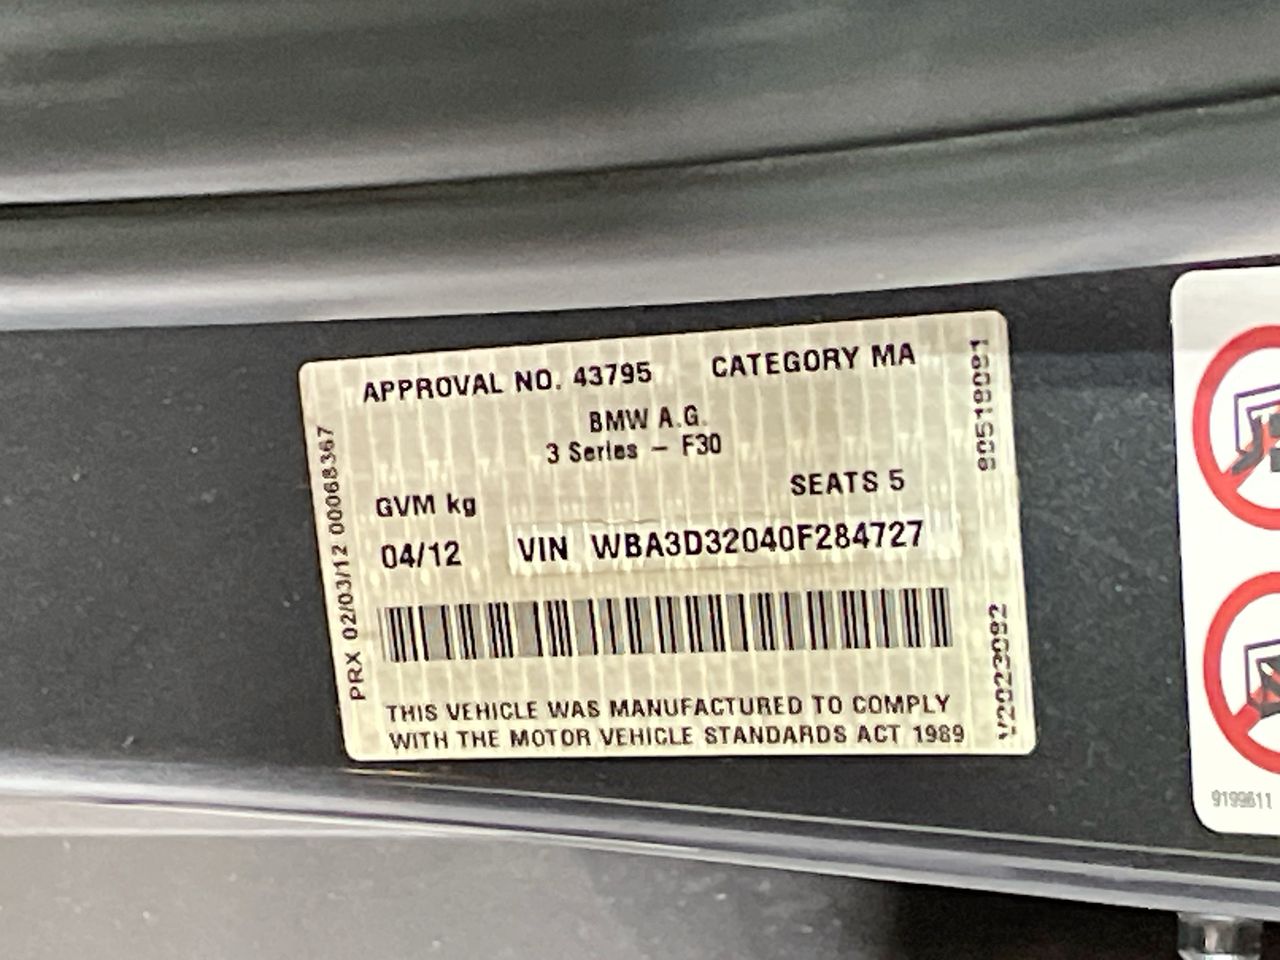 APPROVAL NO. 43795 CATEGORY MA
BMW A.G.
3 Series – F30
SEATS 5
GVM kg
04/12 VIN WBA3D32040F284727
THIS VEHICLE WAS MANUFACTURED TO COMPLY
WITH THE MOTOR VEHICLE STANDARDS ACT 1989
PRX 02/03/12 00068367
9199611